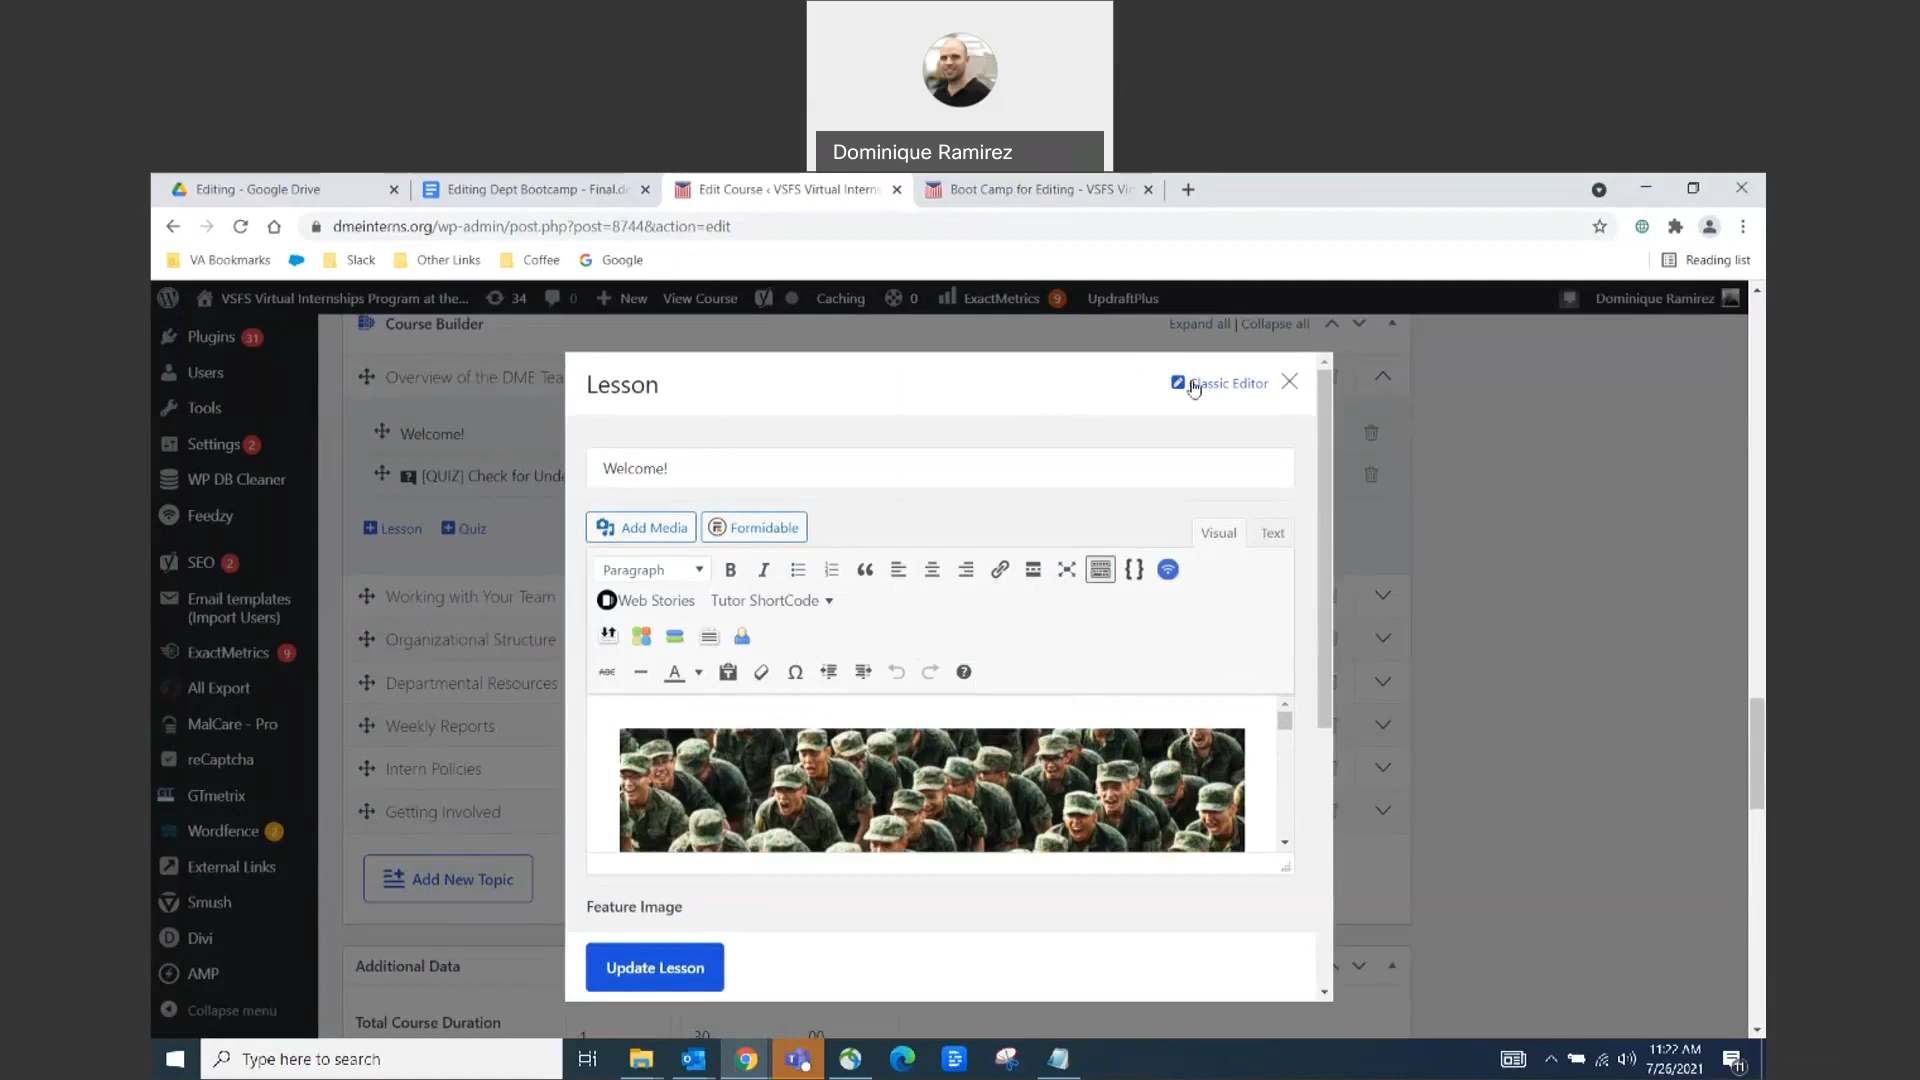 Dominique Ramirez
Editing - Google Drive
Editing Dept Bootcamp - Final.do
Edit Course ‹ VSFS Virtual Interns
Boot Camp for Editing - VSFS Vir
dmeinterns.org/wp-admin/post.php?post=8744&action=edit
VA Bookmarks
Slack
Other Links
Coffee
Google
Reading list
VSFS Virtual Internships Program at the...
34
0
New
View Course
Caching
0
ExactMetrics 9
UpdraftPlus
Dominique Ramirez
Plugins 31
Users
Tools
Settings 2
WP DB Cleaner
Feedzy
SEO 2
Email templates
(Import Users)
ExactMetrics 9
All Export
MalCare - Pro
reCaptcha
GTmetrix
Wordfence 2
External Links
Smush
Divi
AMP
Collapse menu
Course Builder
Expand all | Collapse all
Overview of the DME Tea
Welcome!
[QUIZ] Check for Unde
Lesson
Quiz
Working with Your Team
Organizational Structure
Departmental Resources
Weekly Reports
Intern Policies
Getting Involved
Add New Topic
Additional Data
Total Course Duration
Lesson
Classic Editor
Welcome!
Add Media
Formidable
Visual
Text
Paragraph
B
I
Web Stories
Tutor ShortCode
ABC
A
Feature Image
Update Lesson
Type here to search
11:22 AM
7/26/2021
11